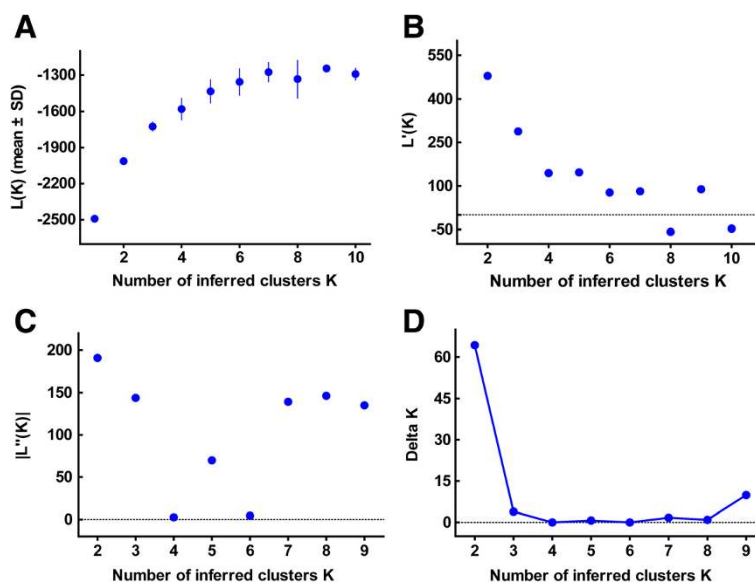 A
L(K) (mean ± SD)
-1300
-1600
-1900
-2200
-2500
2 4 6 8 10
Number of inferred clusters K
B
L'(K)
550
400
250
100
-50
2 4 6 8 10
Number of inferred clusters K
C
|L"(K)|
200
150
100
50
0
2 3 4 5 6 7 8 9
Number of inferred clusters K
D
Delta K
60
45
30
15
0
2 3 4 5 6 7 8 9
Number of inferred clusters K